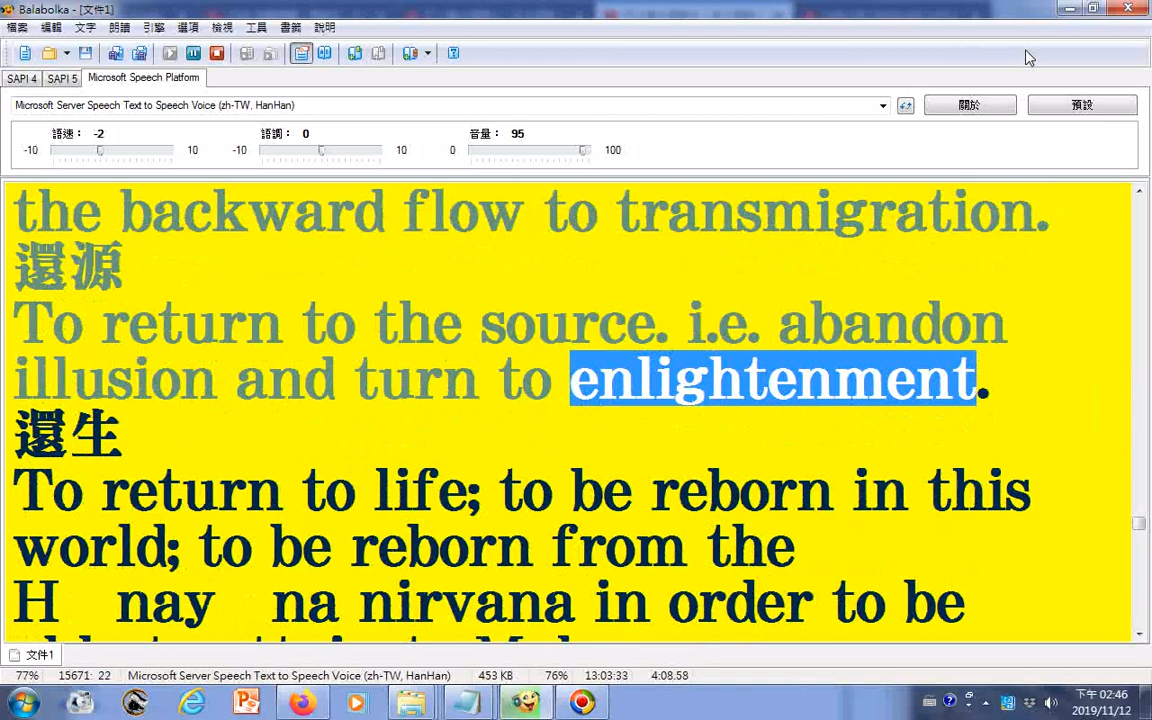 Balabolka - [文件1]
檔案 編輯 文字 朗讀 引擎 選項 檢視 工具 書籤 說明
SAPI 4 SAPI 5 Microsoft Speech Platform
Microsoft Server Speech Text to Speech Voice (zh-TW, HanHan) 關於 預設
語速： -2 語調： 0 音量： 95
-10 10 -10 10 0 100
the backward flow to transmigration.
還源
To return to the source. i.e. abandon
illusion and turn to enlightenment.
還生
To return to life; to be reborn in this
world; to be reborn from the
H nay na nirvana in order to be
文件1
77% 15671: 22 Microsoft Server Speech Text to Speech Voice (zh-TW, HanHan) 453 KB 76% 13:03:33 4:08.58
下午 02:46
2019/11/12